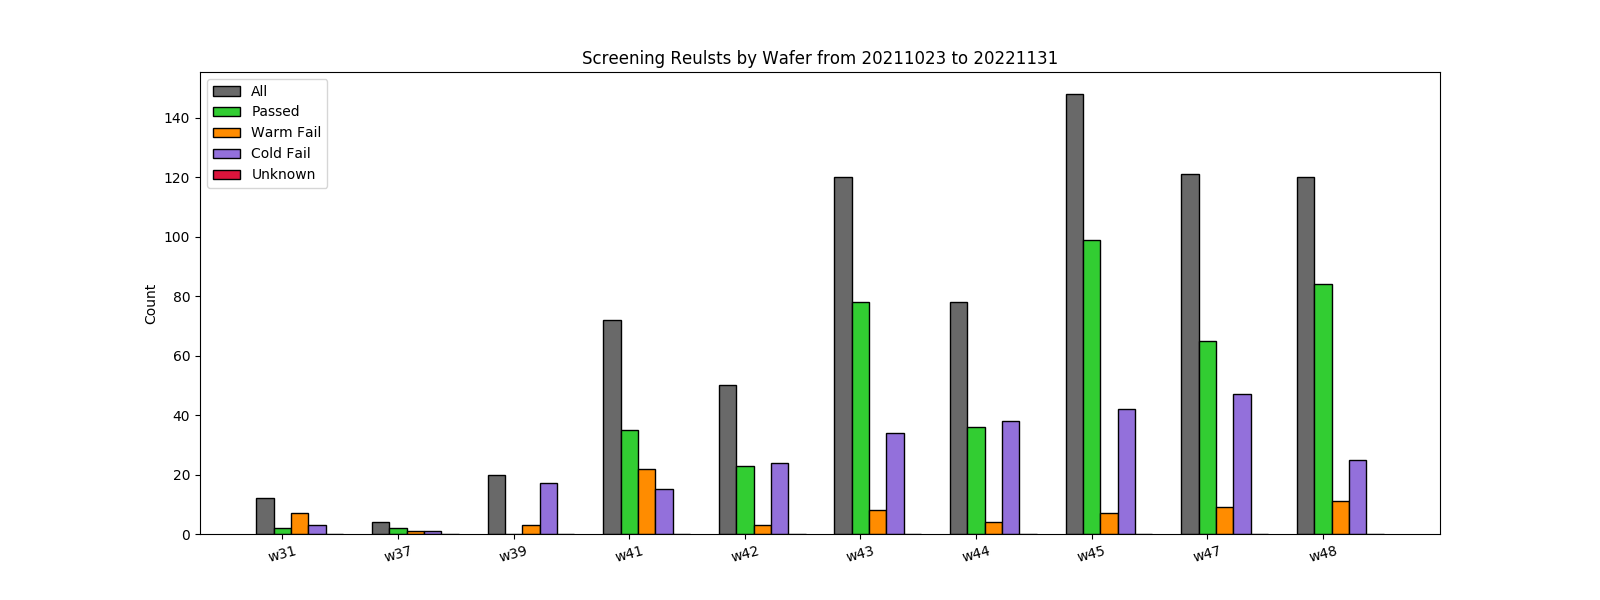 Screening Reulsts by Wafer from 20211023 to 20221131
All
Passed
Warm Fail
Cold Fail
Unknown
Count
140
120
100
80
60
40
20
0
w31 w37 w39 w41 w42 w43 w44 w45 w47 w48